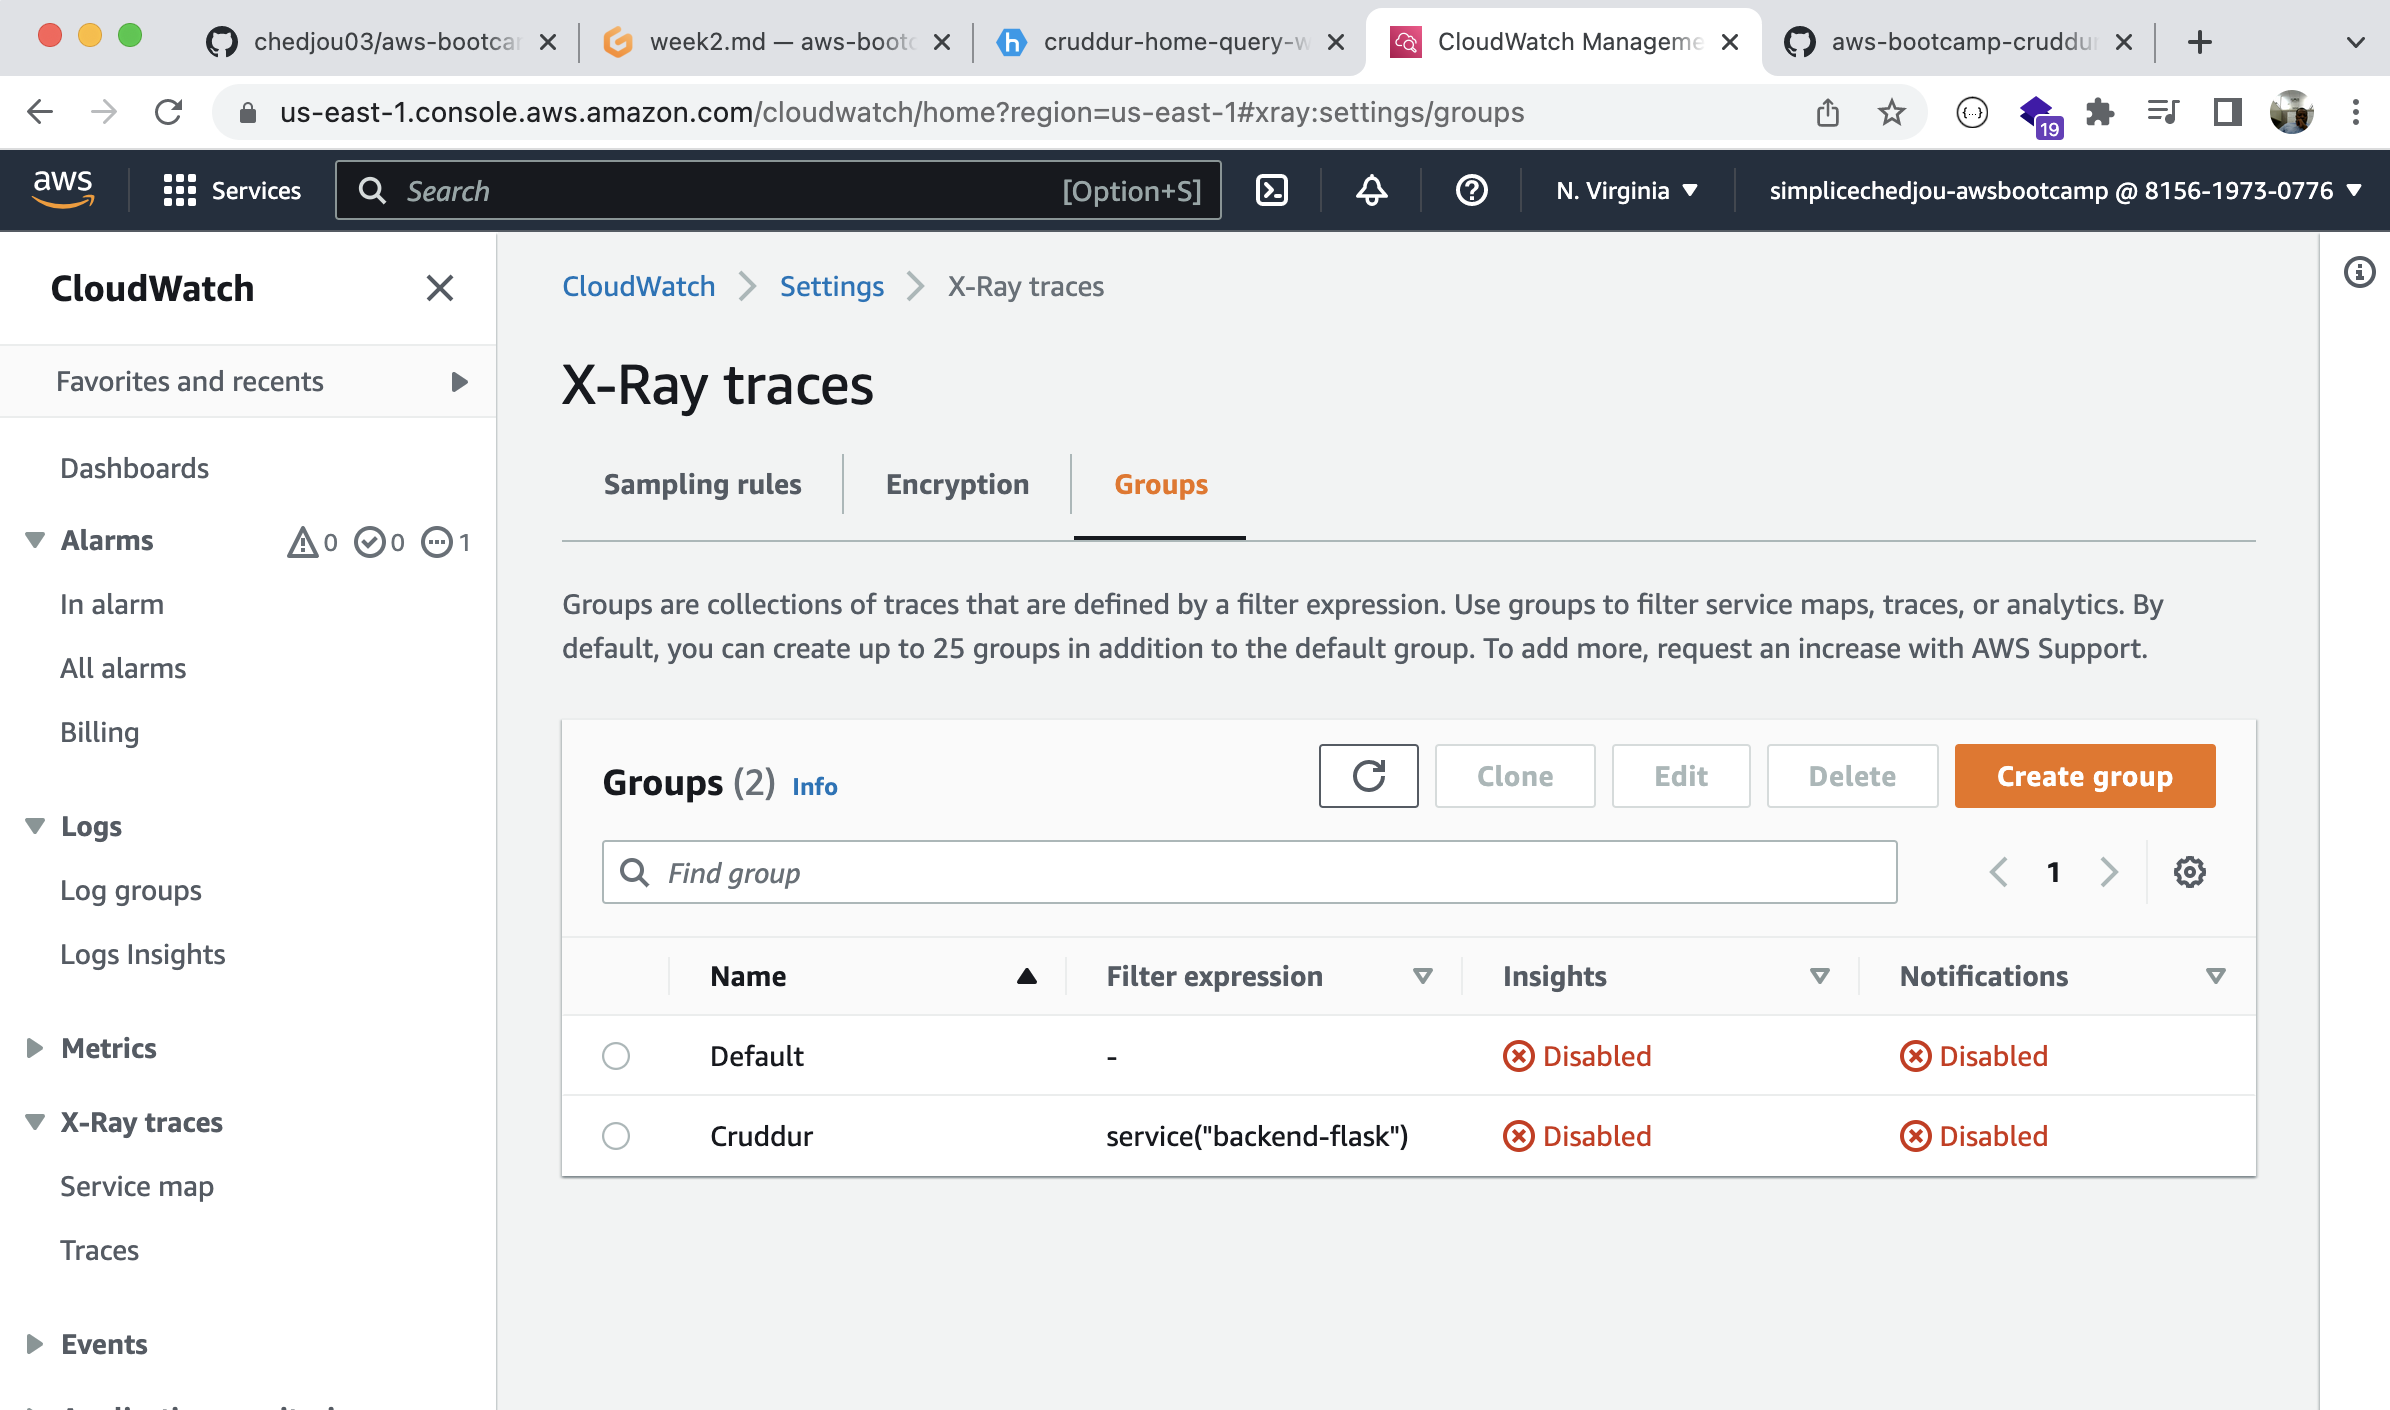 chedjou03/aws-bootcar
week2.md — aws-bootc
cruddur-home-query-w
CloudWatch Manageme
aws-bootcamp-cruddur
us-east-1.console.aws.amazon.com/cloudwatch/home?region=us-east-1#xray:settings/groups
19
aws
Services
Search
[Option+S]
N. Virginia
simplicechedjou-awsbootcamp @ 8156-1973-0776
CloudWatch
Favorites and recents
Dashboards
Alarms 0 0 1
In alarm
All alarms
Billing
Logs
Log groups
Logs Insights
Metrics
X-Ray traces
Service map
Traces
Events
CloudWatch
Settings
X-Ray traces
X-Ray traces
Sampling rules
Encryption
Groups
Groups are collections of traces that are defined by a filter expression. Use groups to filter service maps, traces, or analytics. By
default, you can create up to 25 groups in addition to the default group. To add more, request an increase with AWS Support.
Groups (2) Info
Clone
Edit
Delete
Create group
Find group
1
Name Filter expression Insights Notifications
Default - Disabled Disabled
Cruddur service("backend-flask") Disabled Disabled